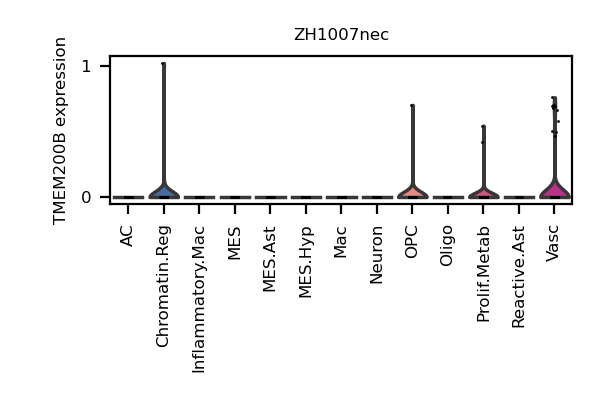 ZH1007nec
TMEM200B expression
1
0
AC
Chromatin.Reg
Inflammatory.Mac
MES
MES.Ast
MES.Hyp
Mac
Neuron
OPC
Oligo
Prolif.Metab
Reactive.Ast
Vasc